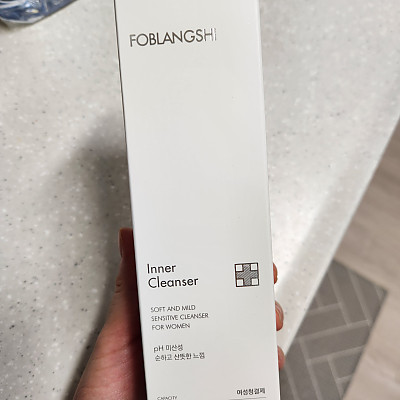 FOBLANGSHI
Inner
Cleanser
SOFT AND MILD
SENSITIVE CLEANSER
FOR WOMEN
pH 미산성
순하고 산뜻한 느낌
CAPACITY
여성청결제